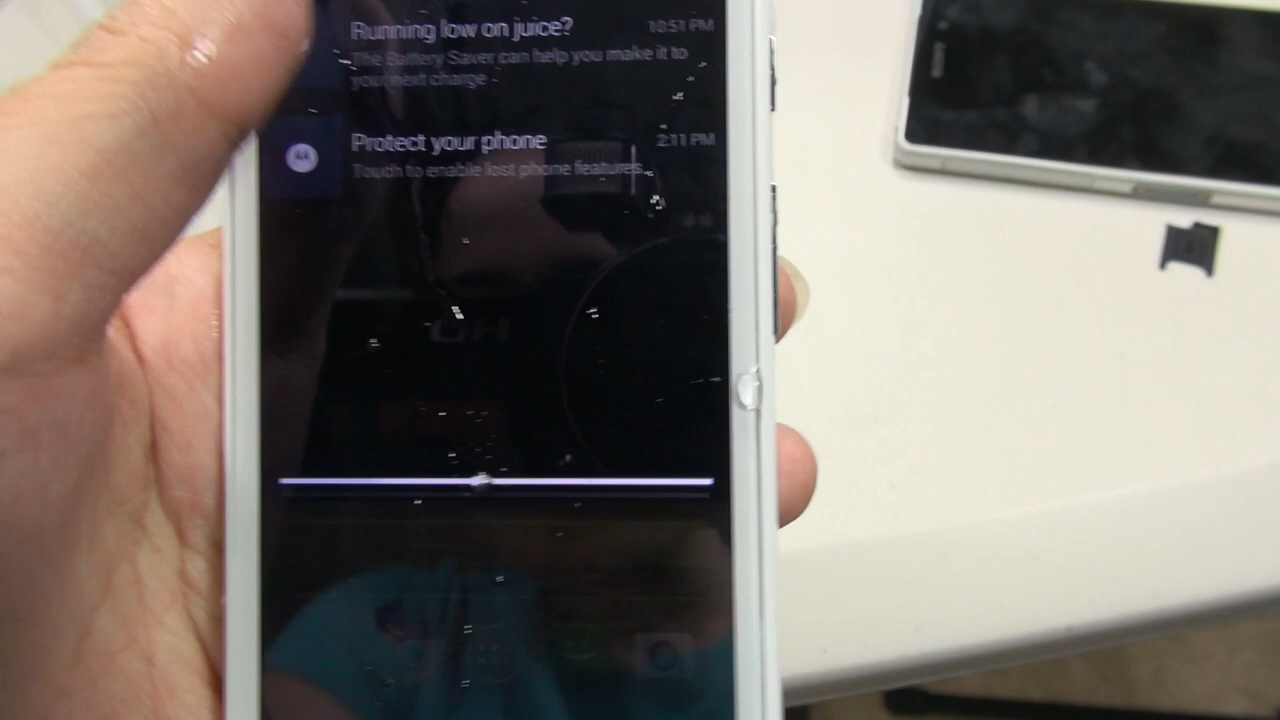 Running low on juice?
10:51 PM
The Battery Saver can help you make it to
your next charge
Protect your phone
2:11 PM
Touch to enable lost phone features.
SONY